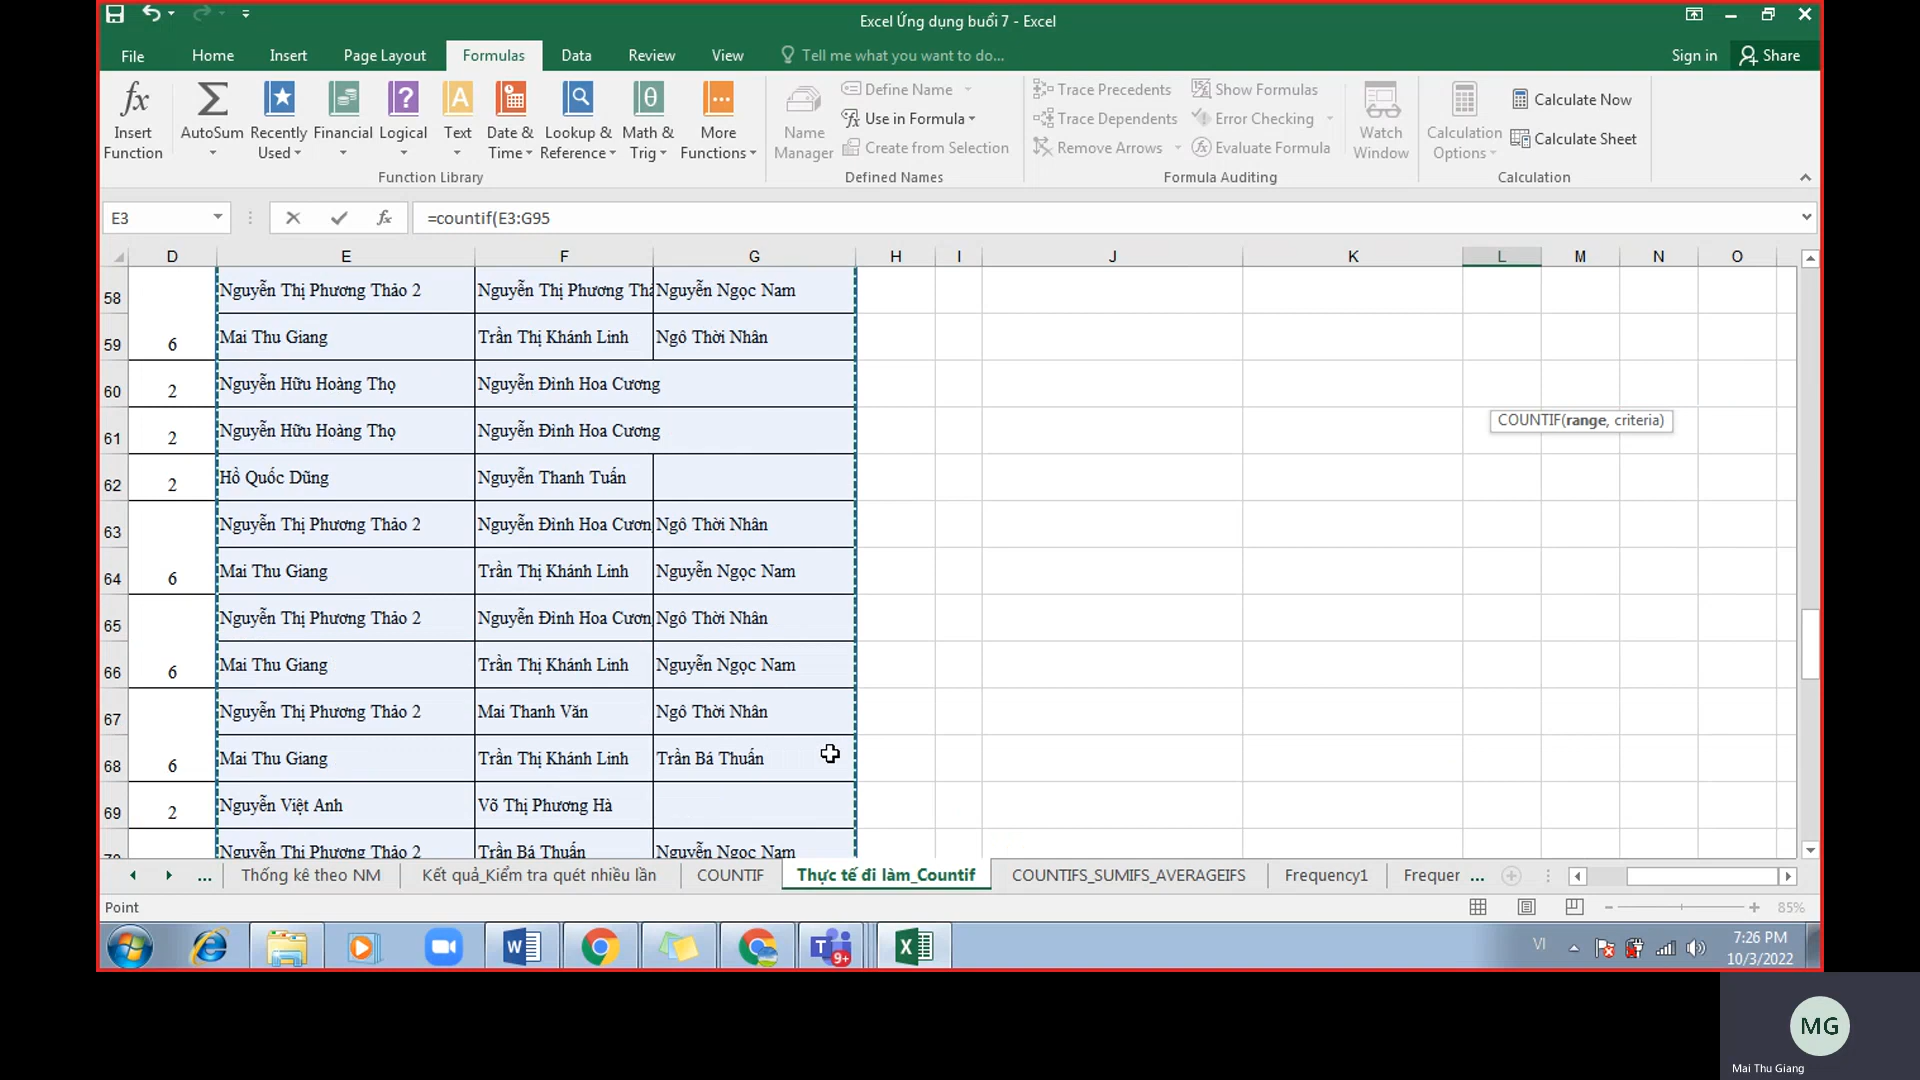 Excel Ứng dụng buổi 7 - Excel
File Home Insert Page Layout Formulas Data Review View Tell me what you want to do... Sign in Share
Insert Function
AutoSum
Recently Used
Financial
Logical
Text
Date & Time
Lookup & Reference
Math & Trig
More Functions
Function Library
Name Manager
Define Name
Use in Formula
Create from Selection
Defined Names
Trace Precedents
Trace Dependents
Remove Arrows
Show Formulas
Error Checking
Evaluate Formula
Formula Auditing
Watch Window
Calculation Options
Calculate Now
Calculate Sheet
Calculation
E3 fx =countif(E3:G95
D E F G H I J K L M N O
58 Nguyễn Thị Phương Thảo 2 Nguyễn Thị Phương Thả Nguyễn Ngọc Nam
59 6 Mai Thu Giang Trần Thị Khánh Linh Ngô Thời Nhân
60 2 Nguyễn Hữu Hoàng Thọ Nguyễn Đình Hoa Cương
COUNTIF(range, criteria)
61 2 Nguyễn Hữu Hoàng Thọ Nguyễn Đình Hoa Cương
62 2 Hồ Quốc Dũng Nguyễn Thanh Tuấn
63 Nguyễn Thị Phương Thảo 2 Nguyễn Đình Hoa Cươn Ngô Thời Nhân
64 6 Mai Thu Giang Trần Thị Khánh Linh Nguyễn Ngọc Nam
65 Nguyễn Thị Phương Thảo 2 Nguyễn Đình Hoa Cươn Ngô Thời Nhân
66 6 Mai Thu Giang Trần Thị Khánh Linh Nguyễn Ngọc Nam
67 Nguyễn Thị Phương Thảo 2 Mai Thanh Văn Ngô Thời Nhân
68 6 Mai Thu Giang Trần Thị Khánh Linh Trần Bá Thuấn
69 2 Nguyễn Việt Anh Võ Thị Phương Hà
70 Nguyễn Thị Phương Thảo 2 Trần Bá Thuấn Nguyễn Ngọc Nam
... Thống kê theo NM Kết quả_Kiểm tra quét nhiều lần COUNTIF Thực tế đi làm_Countif COUNTIFS_SUMIFS_AVERAGEIFS Frequency1 Frequer ...
Point 85%
VI 7:26 PM
10/3/2022
9+
MG
Mai Thu Giang